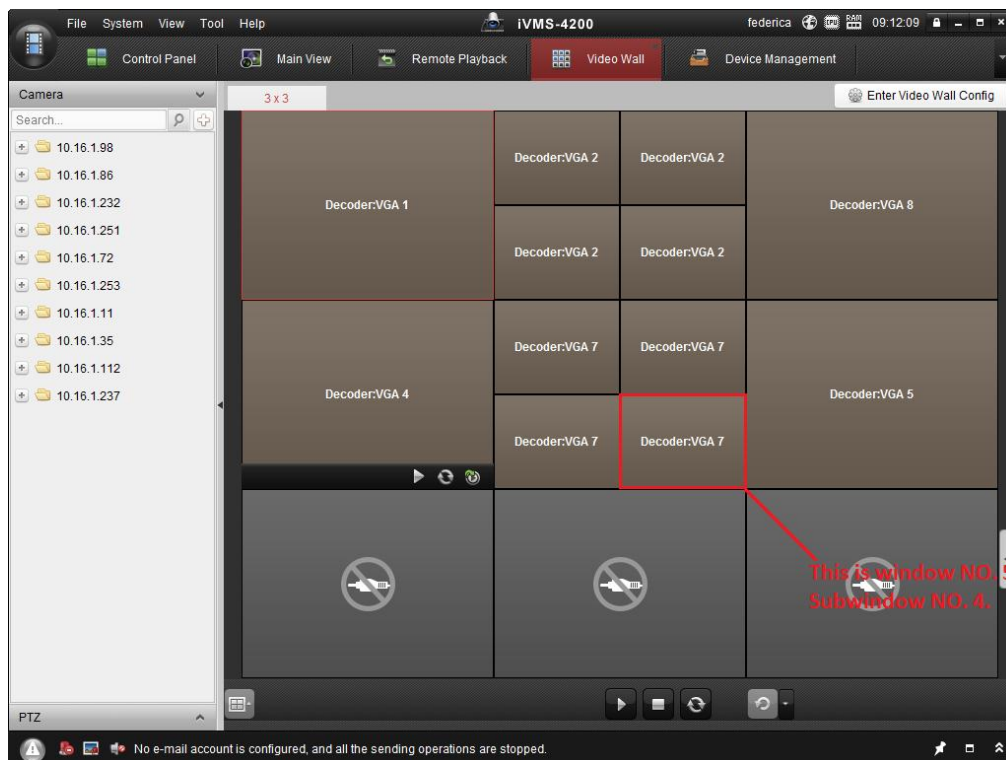 File System View Tool Help iVMS-4200 federica CPU RAM 09:12:09
Control Panel Main View Remote Playback Video Wall Device Management
Camera
3 x 3
Enter Video Wall Config
Search...
10.16.1.98
10.16.1.86
10.16.1.232
10.16.1.251
10.16.1.72
10.16.1.253
10.16.1.11
10.16.1.35
10.16.1.112
10.16.1.237
Decoder:VGA 2 Decoder:VGA 2
Decoder:VGA 1 Decoder:VGA 8
Decoder:VGA 2 Decoder:VGA 2
Decoder:VGA 7 Decoder:VGA 7
Decoder:VGA 4 Decoder:VGA 5
Decoder:VGA 7 Decoder:VGA 7
This is window NO. 5
Subwindow NO. 4.
PTZ
No e-mail account is configured, and all the sending operations are stopped.